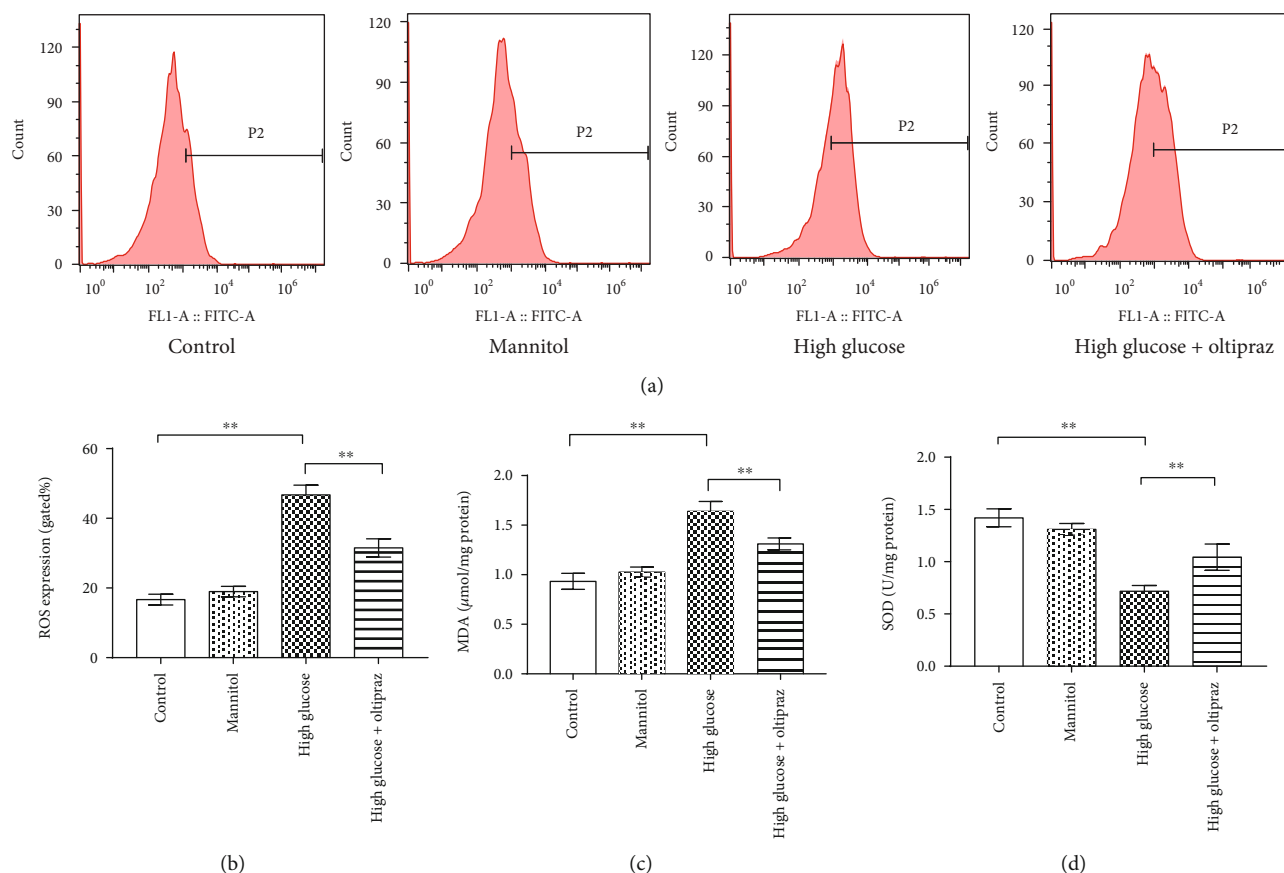 120
90
60
30
0
Count
P2
10^0
10^2
10^4
10^6
FL1-A :: FITC-A
Control
120
90
60
30
0
Count
P2
10^0
10^2
10^4
10^6
FL1-A :: FITC-A
Mannitol
120
90
60
30
0
Count
P2
10^0
10^2
10^4
10^6
FL1-A :: FITC-A
High glucose
120
90
60
30
0
Count
P2
10^0
10^2
10^4
10^6
FL1-A :: FITC-A
High glucose + oltipraz
(a)
**
**
60
40
20
0
ROS expression (gated%)
Control
Mannitol
High glucose
High glucose + oltipraz
(b)
**
**
2.0
1.5
1.0
0.5
0.0
MDA (μmol/mg protein)
Control
Mannitol
High glucose
High glucose + oltipraz
(c)
**
**
2.0
1.5
1.0
0.5
0.0
SOD (U/mg protein)
Control
Mannitol
High glucose
High glucose + oltipraz
(d)